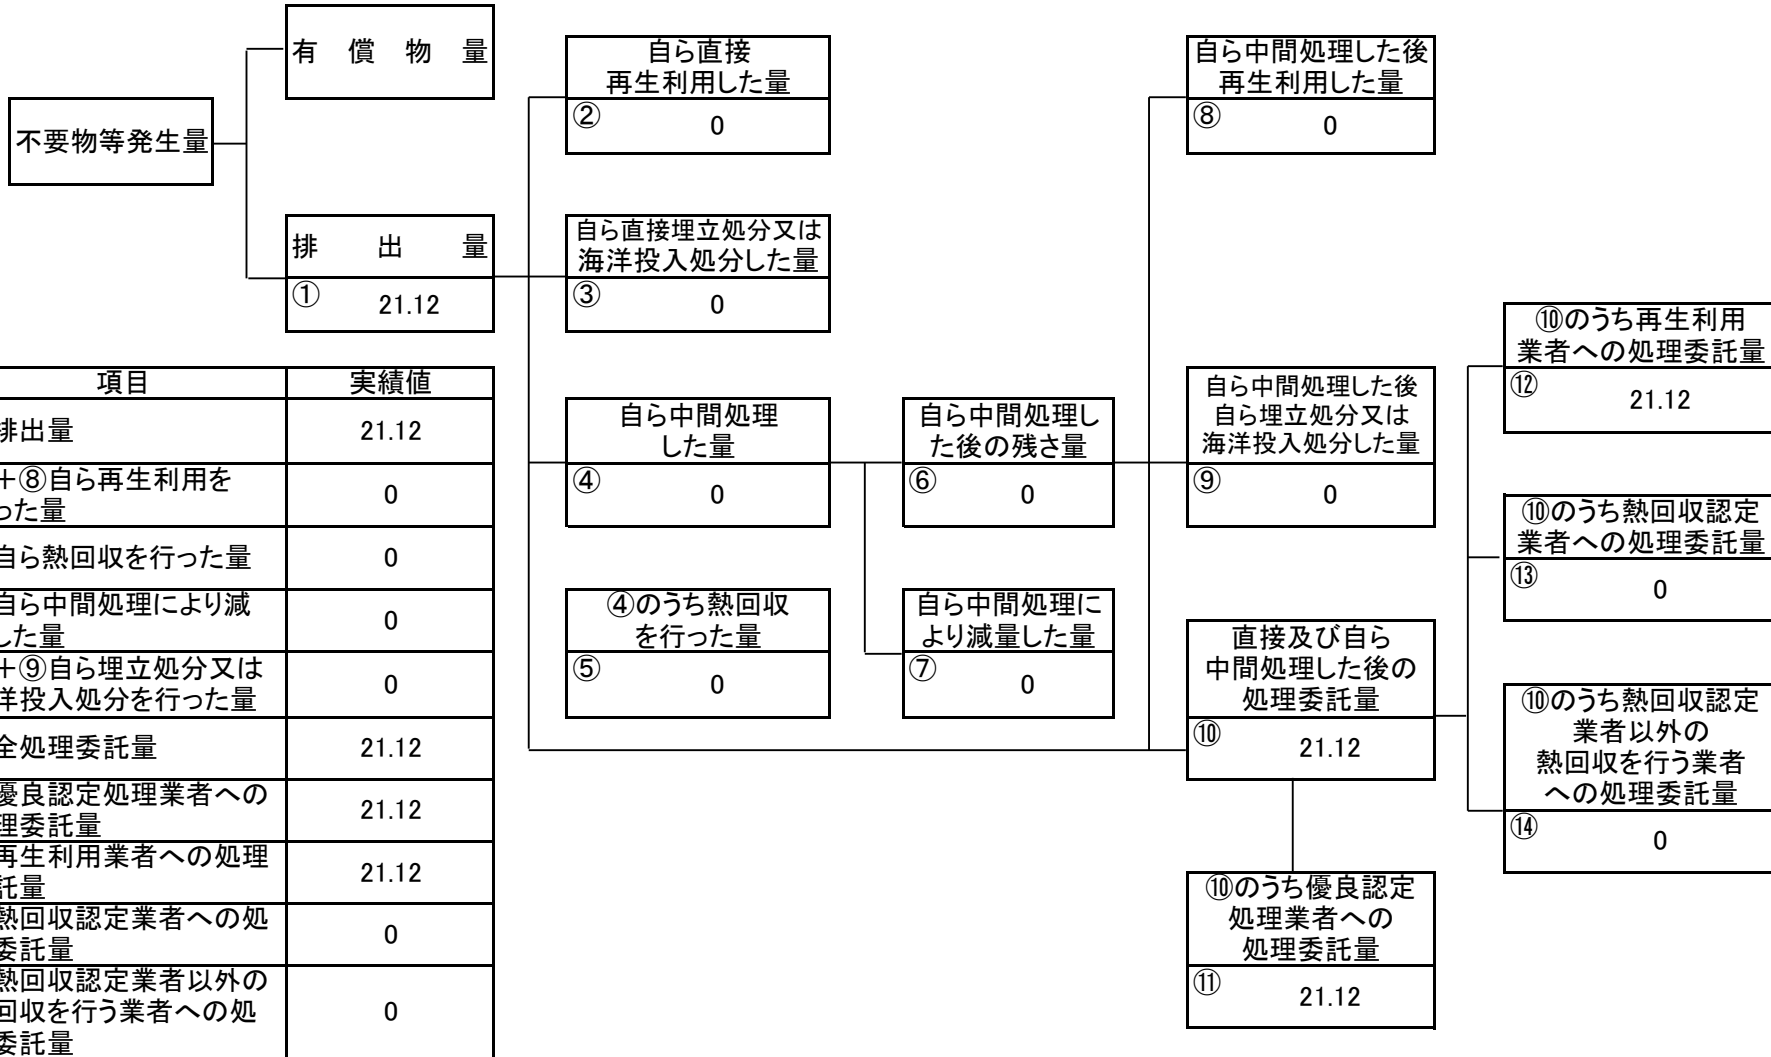 有償物量
不要物等発生量
排出量
① 21.12
自ら直接
再生利用した量
② 0
自ら直接埋立処分又は
海洋投入処分した量
③ 0
自ら中間処理
した量
④ 0
④のうち熱回収
を行った量
⑤ 0
自ら中間処理し
た後の残さ量
⑥ 0
自ら中間処理に
より減量した量
⑦ 0
自ら中間処理した後
再生利用した量
⑧ 0
自ら中間処理した後
自ら埋立処分又は
海洋投入処分した量
⑨ 0
直接及び自ら
中間処理した後の
処理委託量
⑩ 21.12
⑩のうち優良認定
処理業者への
処理委託量
⑪ 21.12
⑩のうち再生利用
業者への処理委託量
⑫ 21.12
⑩のうち熱回収認定
業者への処理委託量
⑬ 0
⑩のうち熱回収認定
業者以外の
熱回収を行う業者
への処理委託量
⑭ 0
項目 実績値
排出量 21.12
+⑧自ら再生利用を
った量 0
自ら熱回収を行った量 0
自ら中間処理により減
した量 0
+⑨自ら埋立処分又は
洋投入処分を行った量 0
全処理委託量 21.12
優良認定処理業者への
理委託量 21.12
再生利用業者への処理
託量 21.12
熱回収認定業者への処
委託量 0
熱回収認定業者以外の
回収を行う業者への処
委託量 0